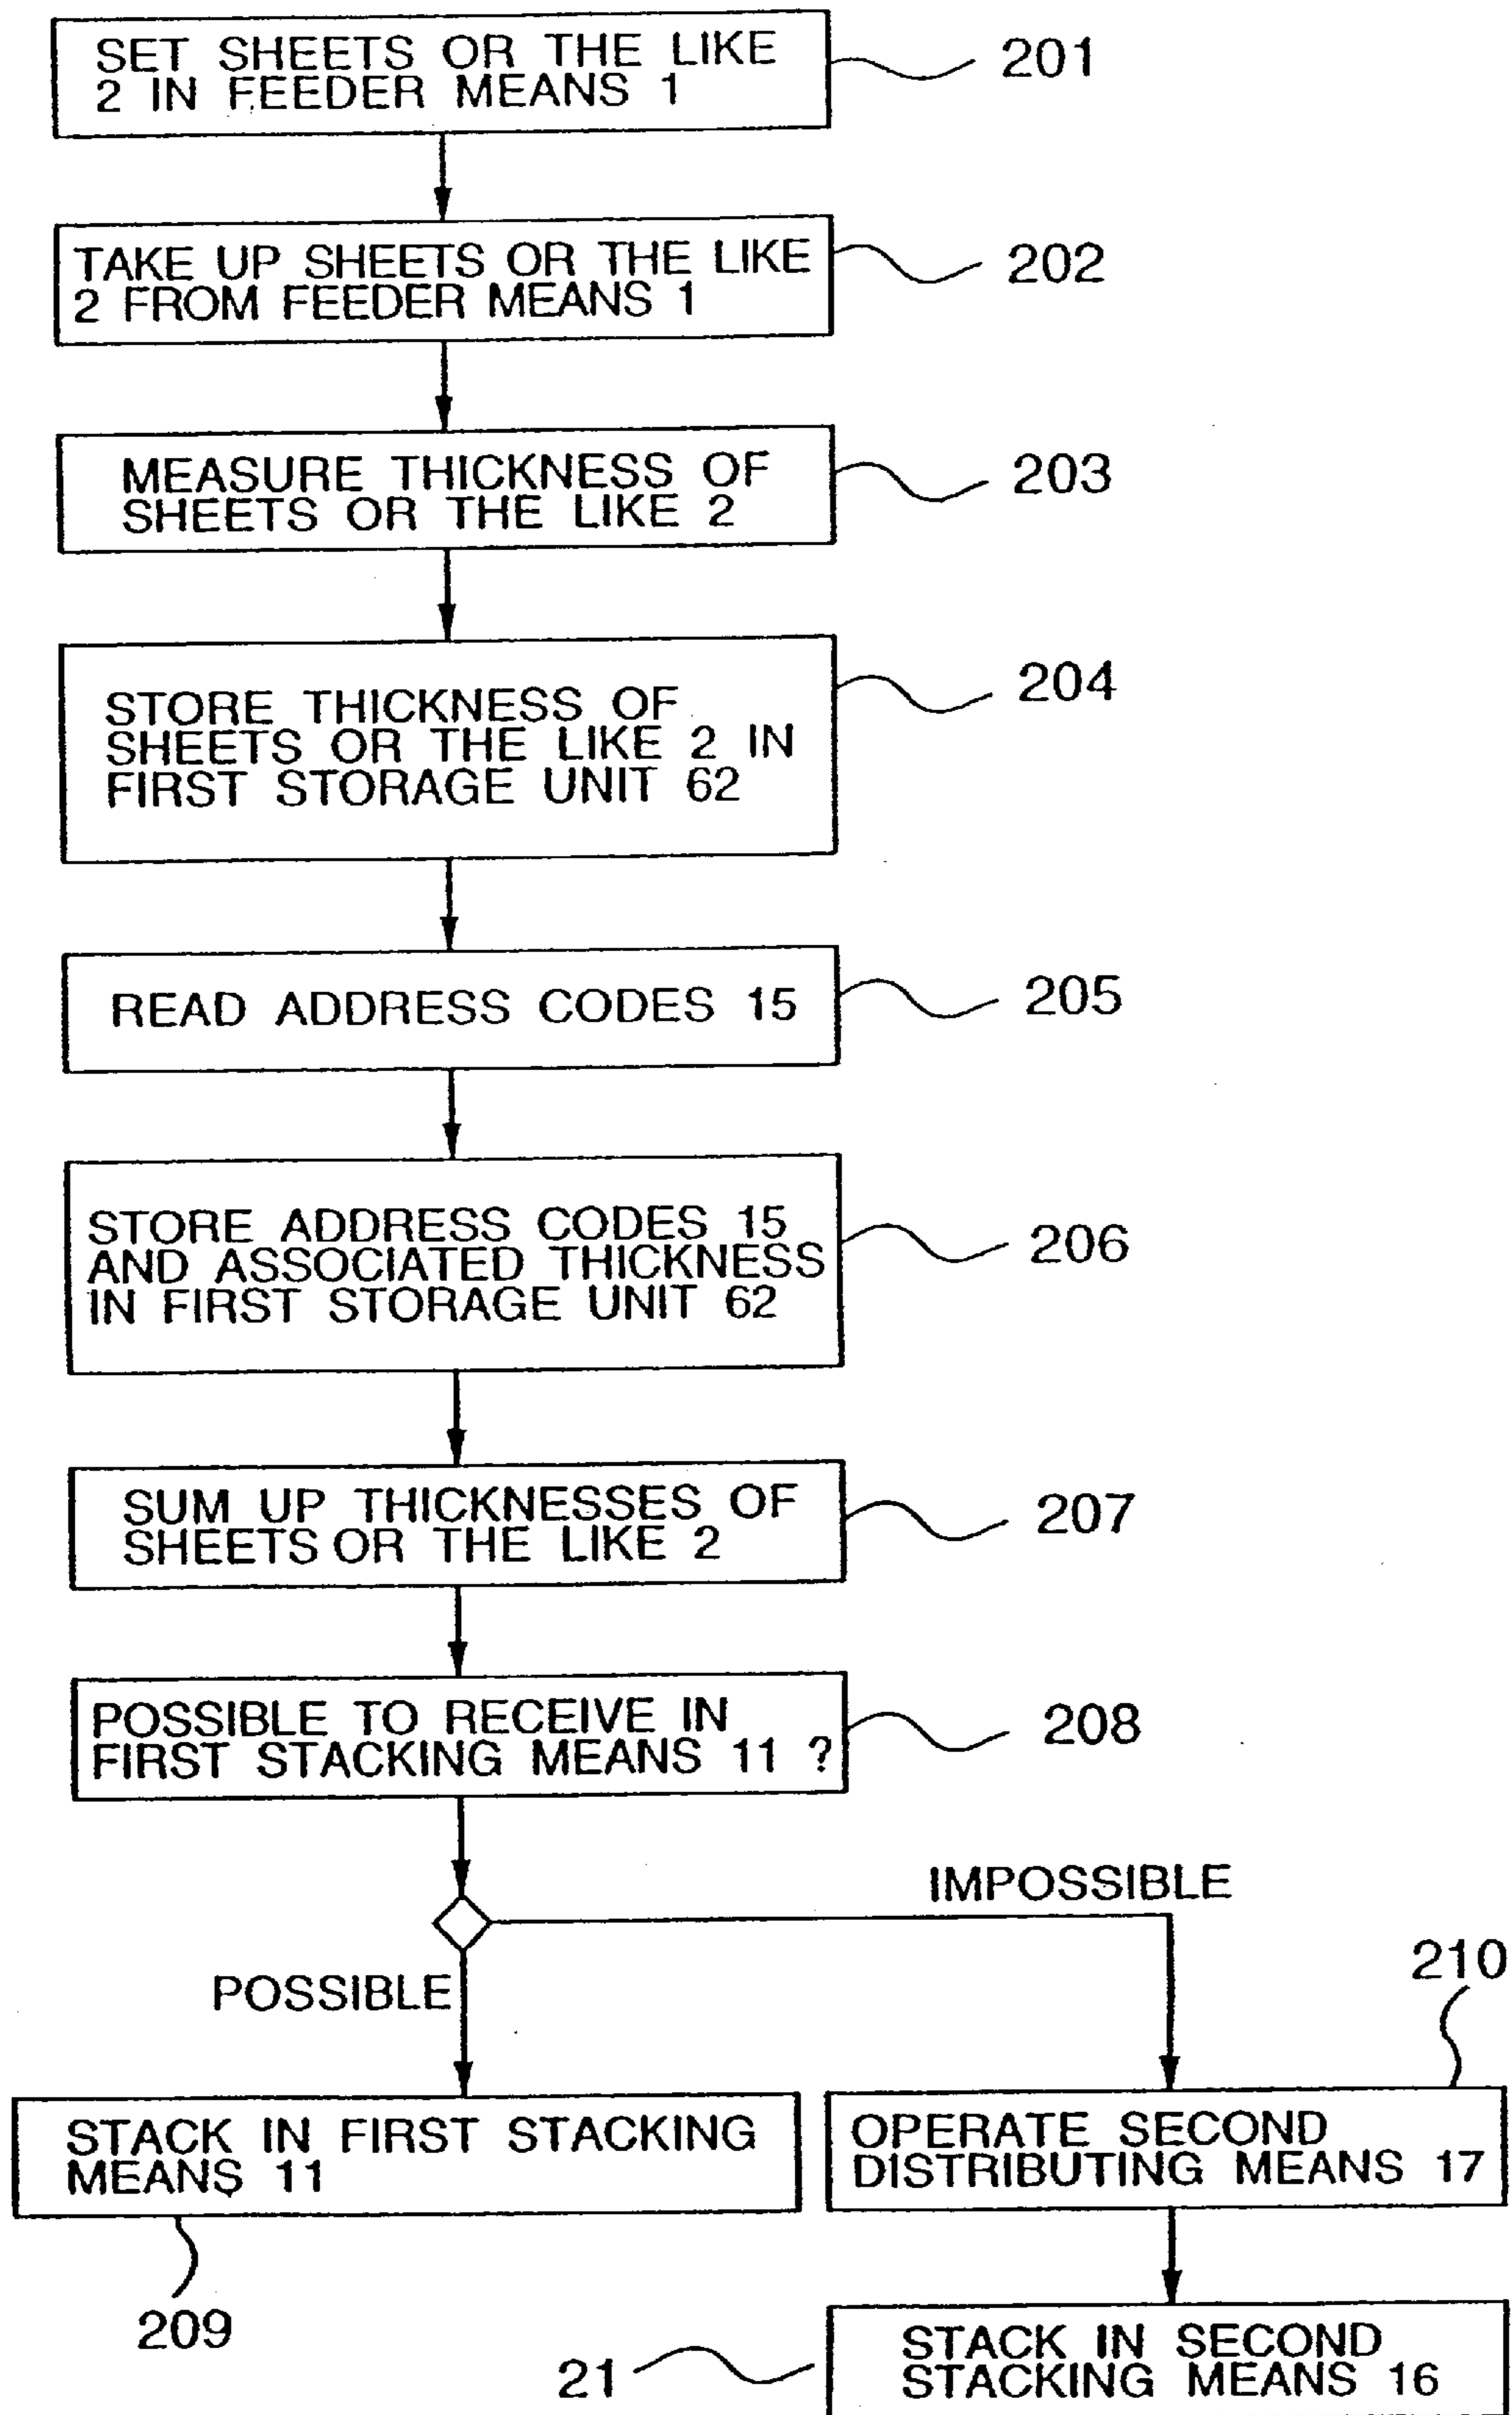 SET SHEETS OR THE LIKE
2 IN FEEDER MEANS 1
201
TAKE UP SHEETS OR THE LIKE
2 FROM FEEDER MEANS 1
202
MEASURE THICKNESS OF
SHEETS OR THE LIKE 2
203
STORE THICKNESS OF
SHEETS OR THE LIKE 2 IN
FIRST STORAGE UNIT 62
204
READ ADDRESS CODES 15
205
STORE ADDRESS CODES 15
AND ASSOCIATED THICKNESS
IN FIRST STORAGE UNIT 62
206
SUM UP THICKNESSES OF
SHEETS OR THE LIKE 2
207
POSSIBLE TO RECEIVE IN
FIRST STACKING MEANS 11 ?
208
IMPOSSIBLE
POSSIBLE
210
STACK IN FIRST STACKING
MEANS 11
209
OPERATE SECOND
DISTRIBUTING MEANS 17
STACK IN SECOND
STACKING MEANS 16
21